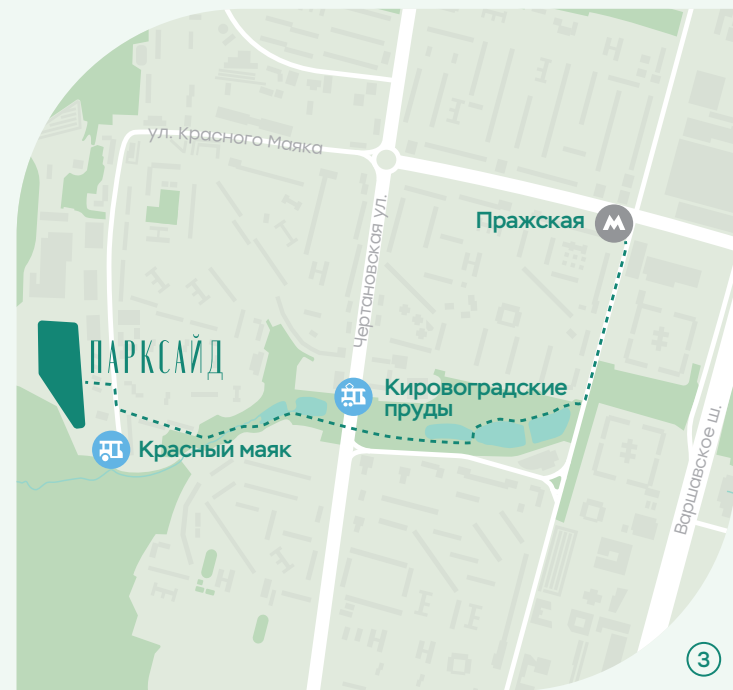 ул. Красного Маяка
Пражская
М
Чертановская ул.
ПАРКСАЙД
Кировоградские
пруды
Красный маяк
Варшавское ш.
3